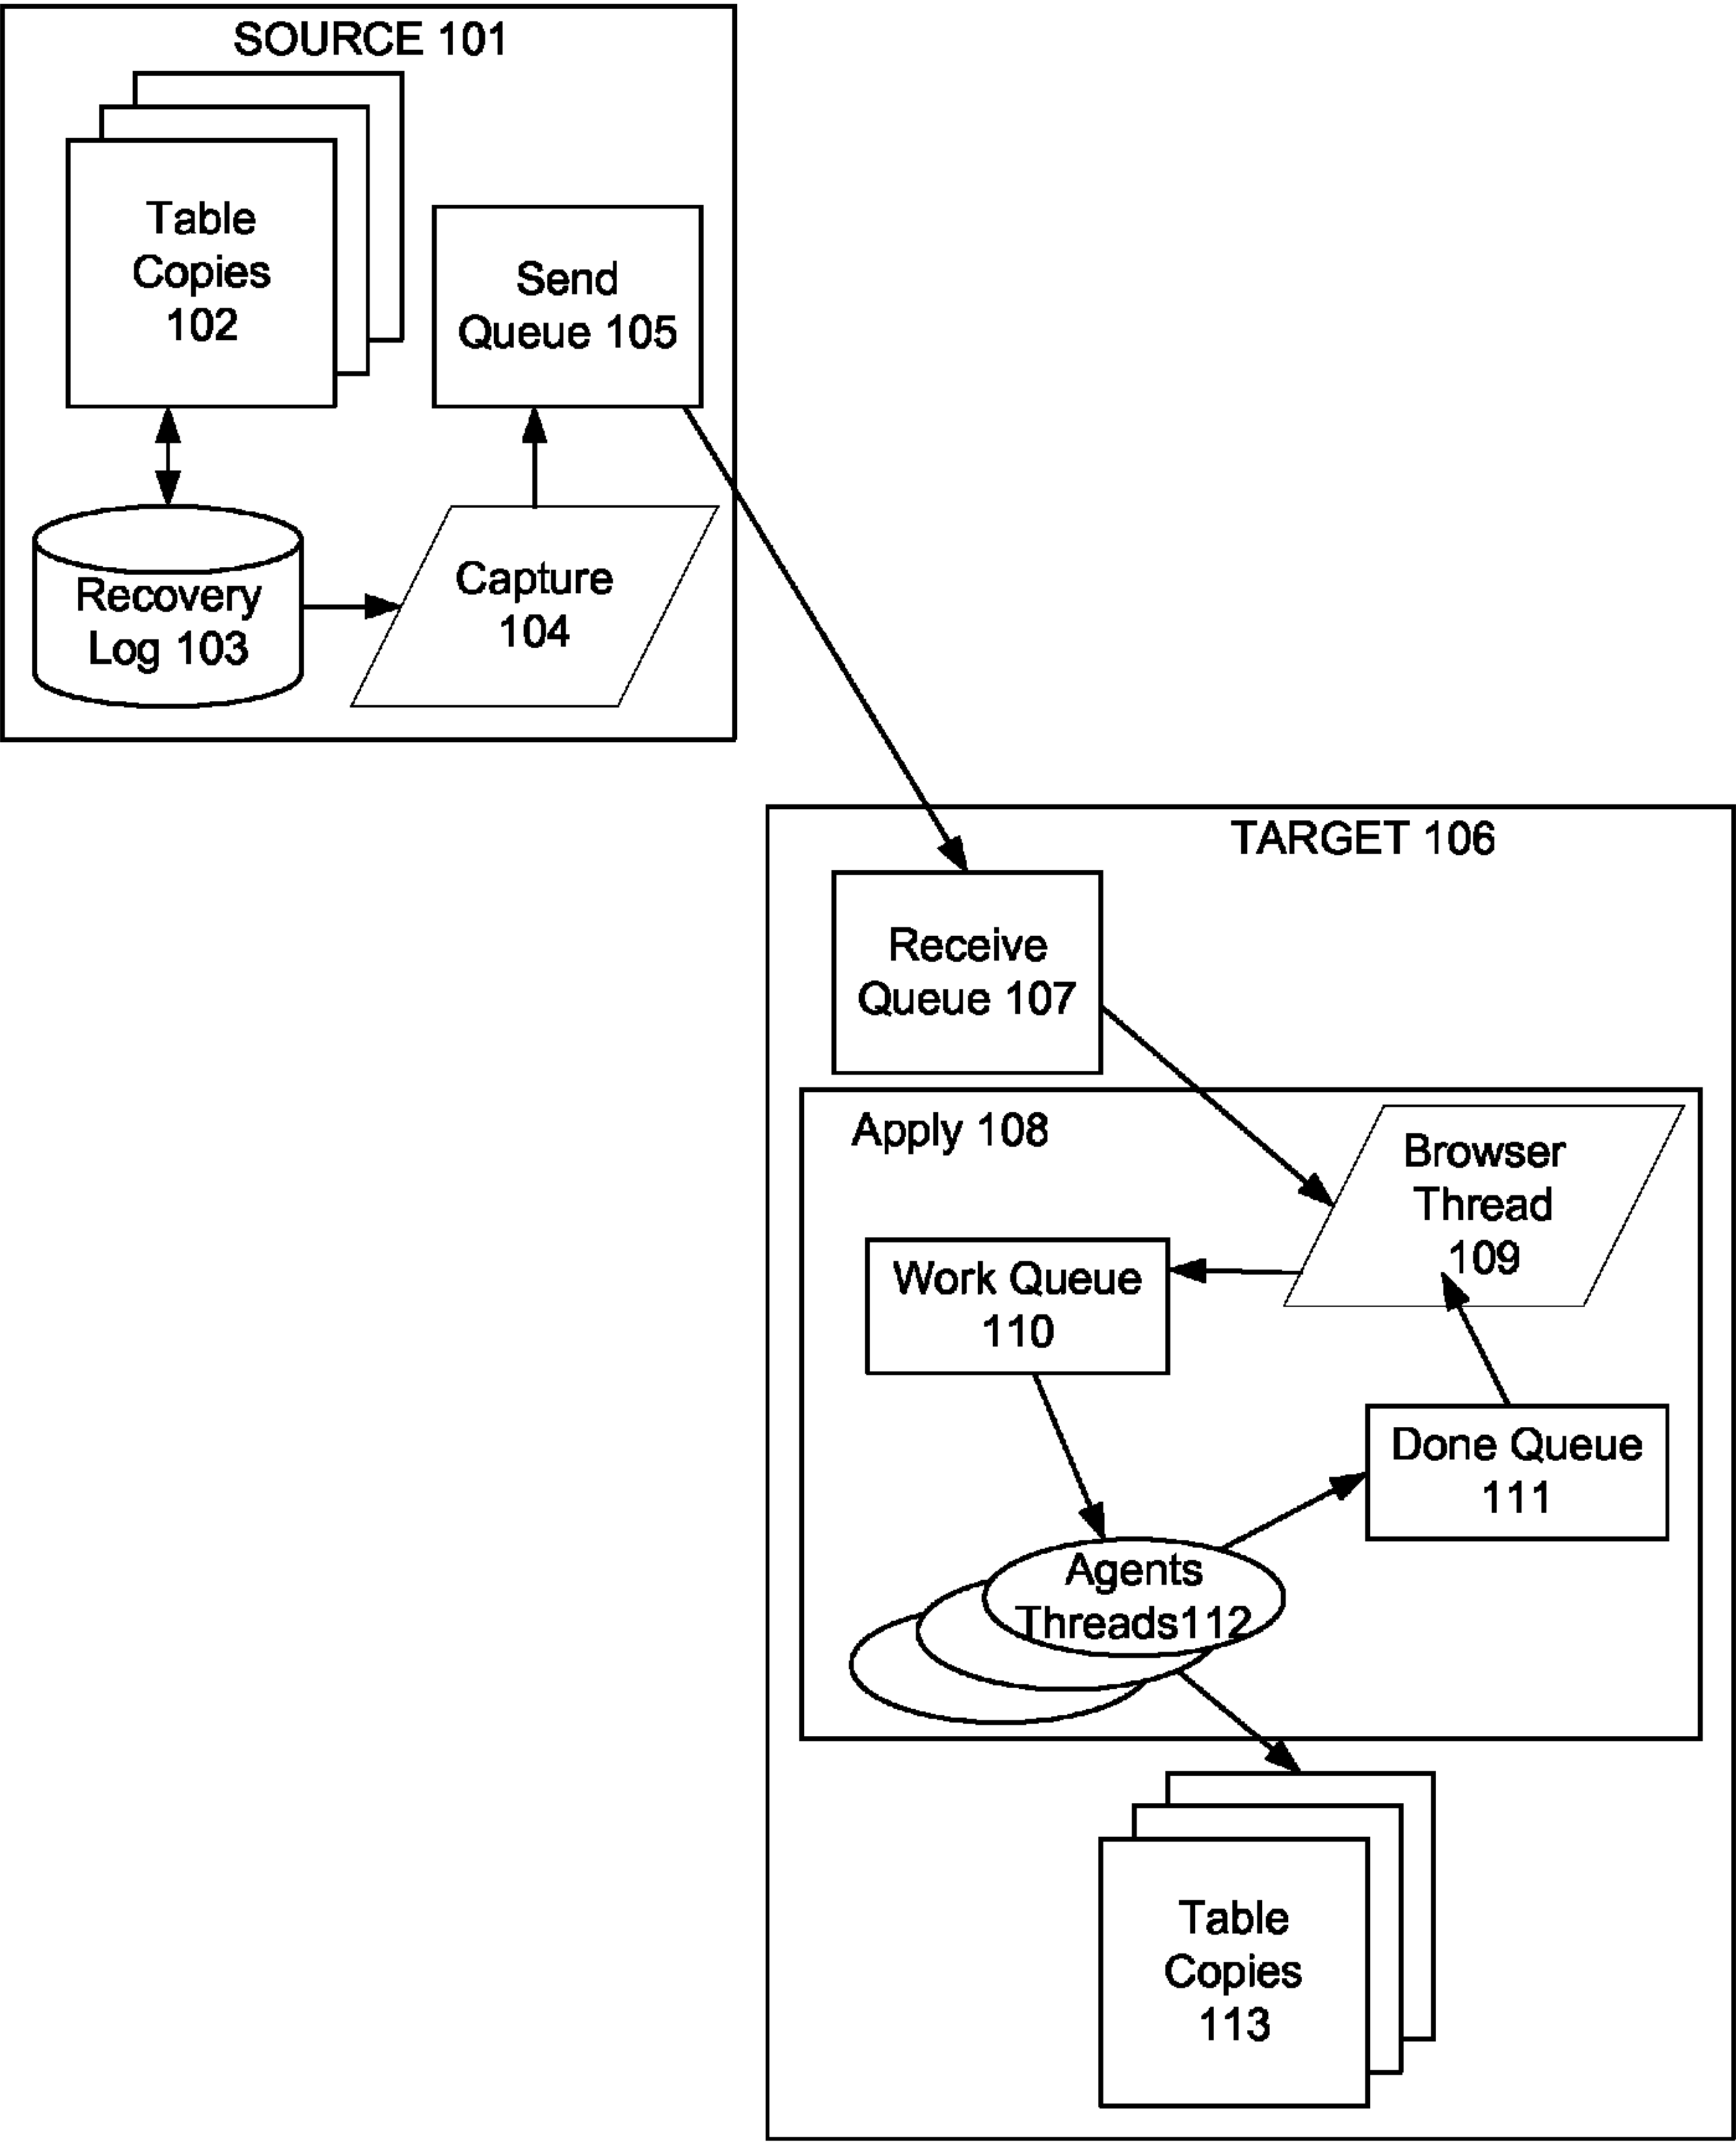 SOURCE 101
Table
Copies
102
Send
Queue 105
Recovery
Log 103
Capture
104
TARGET 106
Receive
Queue 107
Apply 108
Browser
Thread
109
Work Queue
110
Done Queue
111
Agents
Threads112
Table
Copies
113